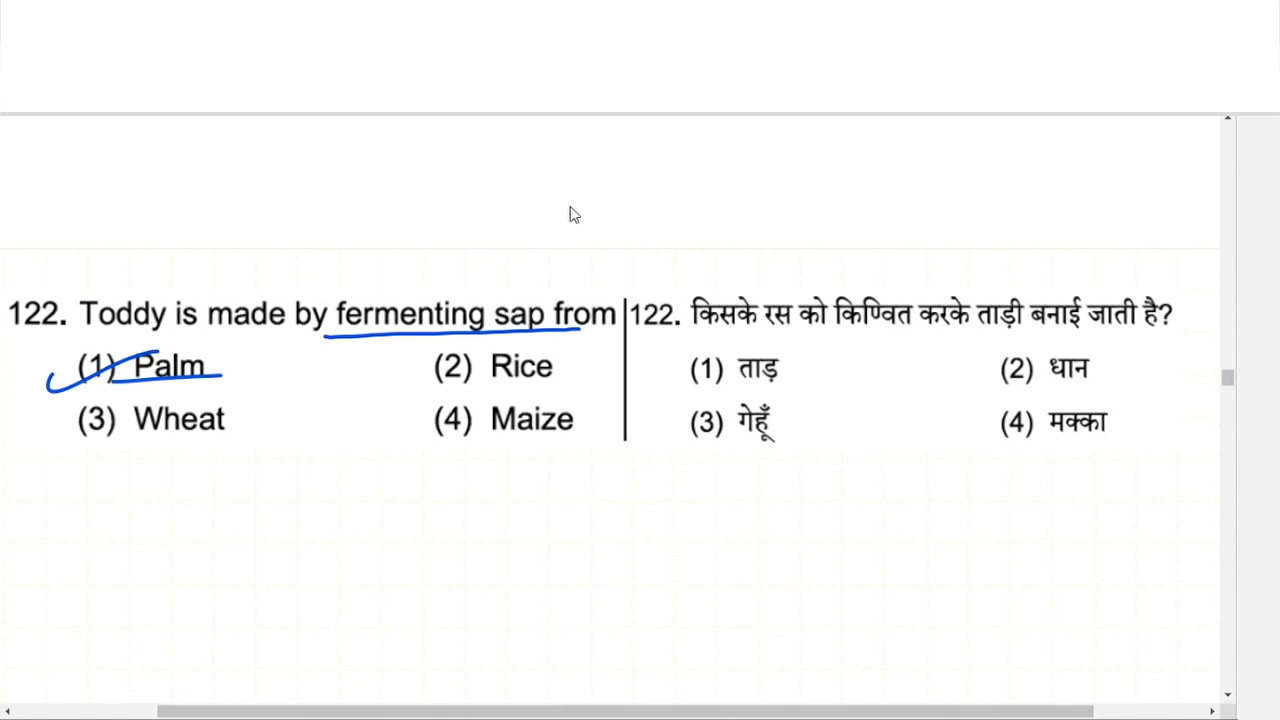 122. Toddy is made by fermenting sap from
(1) Palm (2) Rice
(3) Wheat (4) Maize
122. किसके रस को किण्वित करके ताड़ी बनाई जाती है?
(1) ताड़ (2) धान
(3) गेहूँ (4) मक्का